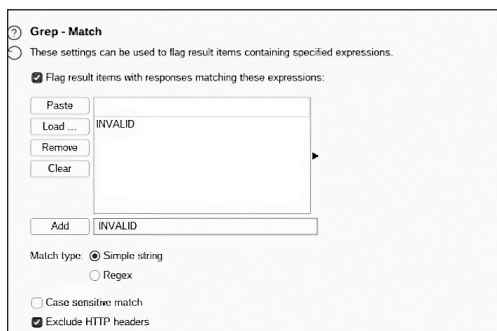 Grep - Match
These settings can be used to flag result items containing specified expressions.
Flag result items with responses matching these expressions:
Paste
Load ...
INVALID
Remove
Clear
Add
INVALID
Match type:
Simple string
Regex
Case sensitive match
Exclude HTTP headers